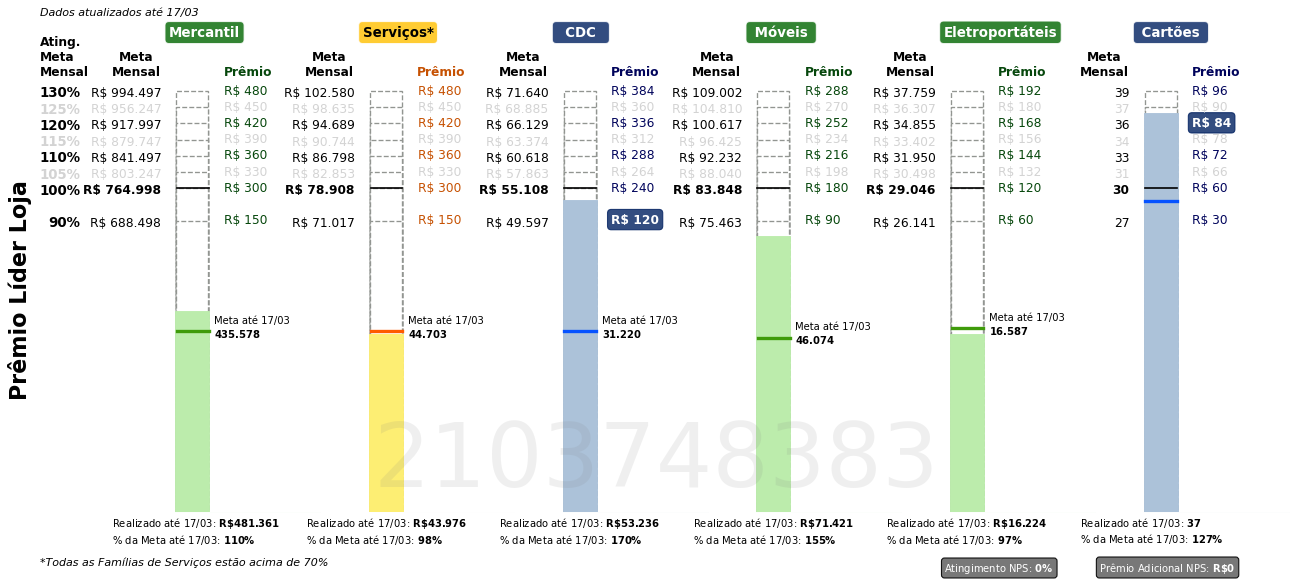 Dados atualizados até 17/03
Mercantil Serviços* CDC Móveis Eletroportáteis Cartões
Ating.
Meta Meta Meta Meta Meta Meta Meta
Mensal Mensal Prêmio Mensal Prêmio Mensal Prêmio Mensal Prêmio Mensal Prêmio Mensal Prêmio
130% R$ 994.497 R$ 480 R$ 102.580 R$ 480 R$ 71.640 R$ 384 R$ 109.002 R$ 288 R$ 37.759 R$ 192 39 R$ 96
125% R$ 956.247 R$ 450 R$ 98.635 R$ 450 R$ 68.885 R$ 360 R$ 104.810 R$ 270 R$ 36.307 R$ 180 37 R$ 90
120% R$ 917.997 R$ 420 R$ 94.689 R$ 420 R$ 66.129 R$ 336 R$ 100.617 R$ 252 R$ 34.855 R$ 168 36 R$ 84
115% R$ 879.747 R$ 390 R$ 90.744 R$ 390 R$ 63.374 R$ 312 R$ 96.425 R$ 234 R$ 33.402 R$ 156 34 R$ 78
110% R$ 841.497 R$ 360 R$ 86.798 R$ 360 R$ 60.618 R$ 288 R$ 92.232 R$ 216 R$ 31.950 R$ 144 33 R$ 72
105% R$ 803.247 R$ 330 R$ 82.853 R$ 330 R$ 57.863 R$ 264 R$ 88.040 R$ 198 R$ 30.498 R$ 132 31 R$ 66
100% R$ 764.998 R$ 300 R$ 78.908 R$ 300 R$ 55.108 R$ 240 R$ 83.848 R$ 180 R$ 29.046 R$ 120 30 R$ 60
90% R$ 688.498 R$ 150 R$ 71.017 R$ 150 R$ 49.597 R$ 120 R$ 75.463 R$ 90 R$ 26.141 R$ 60 27 R$ 30
Prêmio Líder Loja
Meta até 17/03 Meta até 17/03 Meta até 17/03 Meta até 17/03 Meta até 17/03
435.578 44.703 31.220 46.074 16.587
2103748383
Realizado até 17/03: R$481.361 Realizado até 17/03: R$43.976 Realizado até 17/03: R$53.236 Realizado até 17/03: R$71.421 Realizado até 17/03: R$16.224 Realizado até 17/03: 37
% da Meta até 17/03: 110% % da Meta até 17/03: 98% % da Meta até 17/03: 170% % da Meta até 17/03: 155% % da Meta até 17/03: 97% % da Meta até 17/03: 127%
*Todas as Famílias de Serviços estão acima de 70%
Atingimento NPS: 0% Prêmio Adicional NPS: R$0